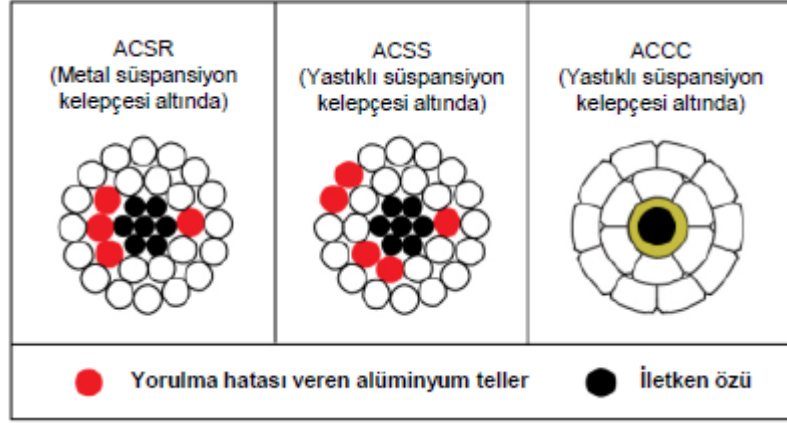 ACSR
(Metal süspansiyon
kelepçesi altında)
ACSS
(Yastıklı süspansiyon
kelepçesi altında)
ACCC
(Yastıklı süspansiyon
kelepçesi altında)
Yorulma hatası veren alüminyum teller
İletken özü